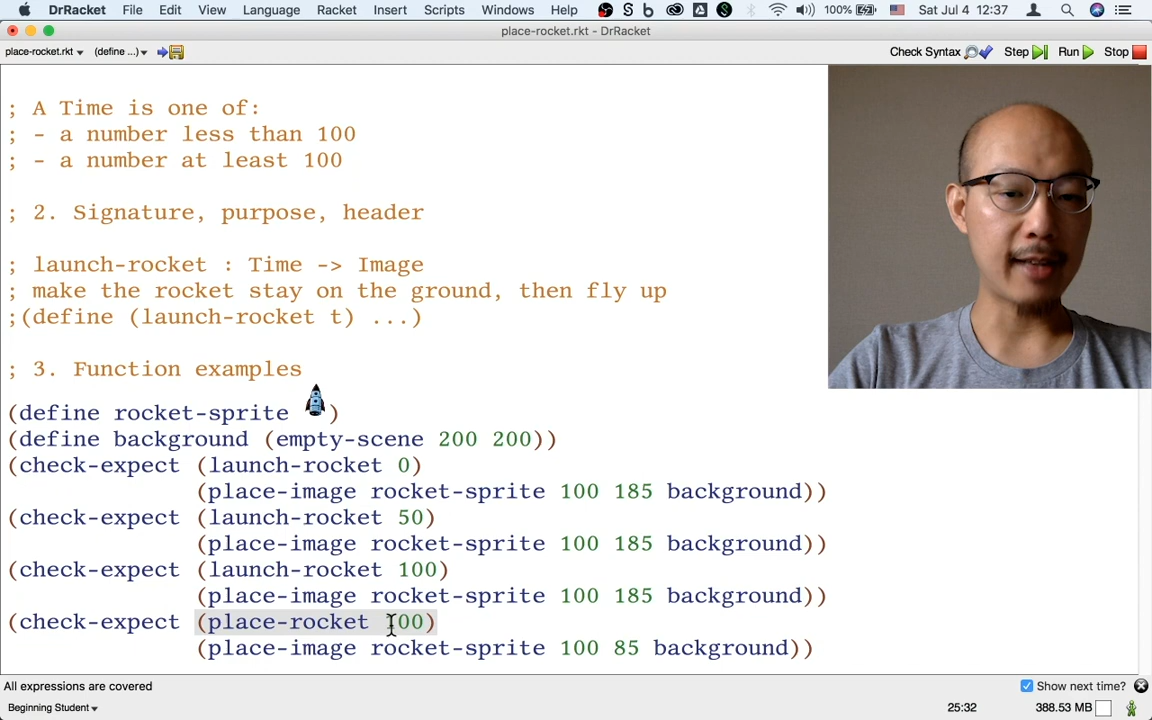 DrRacket File Edit View Language Racket Insert Scripts Windows Help 100% Sat Jul 4 12:37
place-rocket.rkt - DrRacket
place-rocket.rkt (define ...) Check Syntax Step Run Stop
; A Time is one of:
; - a number less than 100
; - a number at least 100
; 2. Signature, purpose, header
; launch-rocket : Time -> Image
; make the rocket stay on the ground, then fly up
;(define (launch-rocket t) ...)
; 3. Function examples
(define rocket-sprite )
(define background (empty-scene 200 200))
(check-expect (launch-rocket 0)
(place-image rocket-sprite 100 185 background))
(check-expect (launch-rocket 50)
(place-image rocket-sprite 100 185 background))
(check-expect (launch-rocket 100)
(place-image rocket-sprite 100 185 background))
(check-expect (place-rocket 00)
(place-image rocket-sprite 100 85 background))
All expressions are covered Show next time?
Beginning Student 25:32 388.53 MB